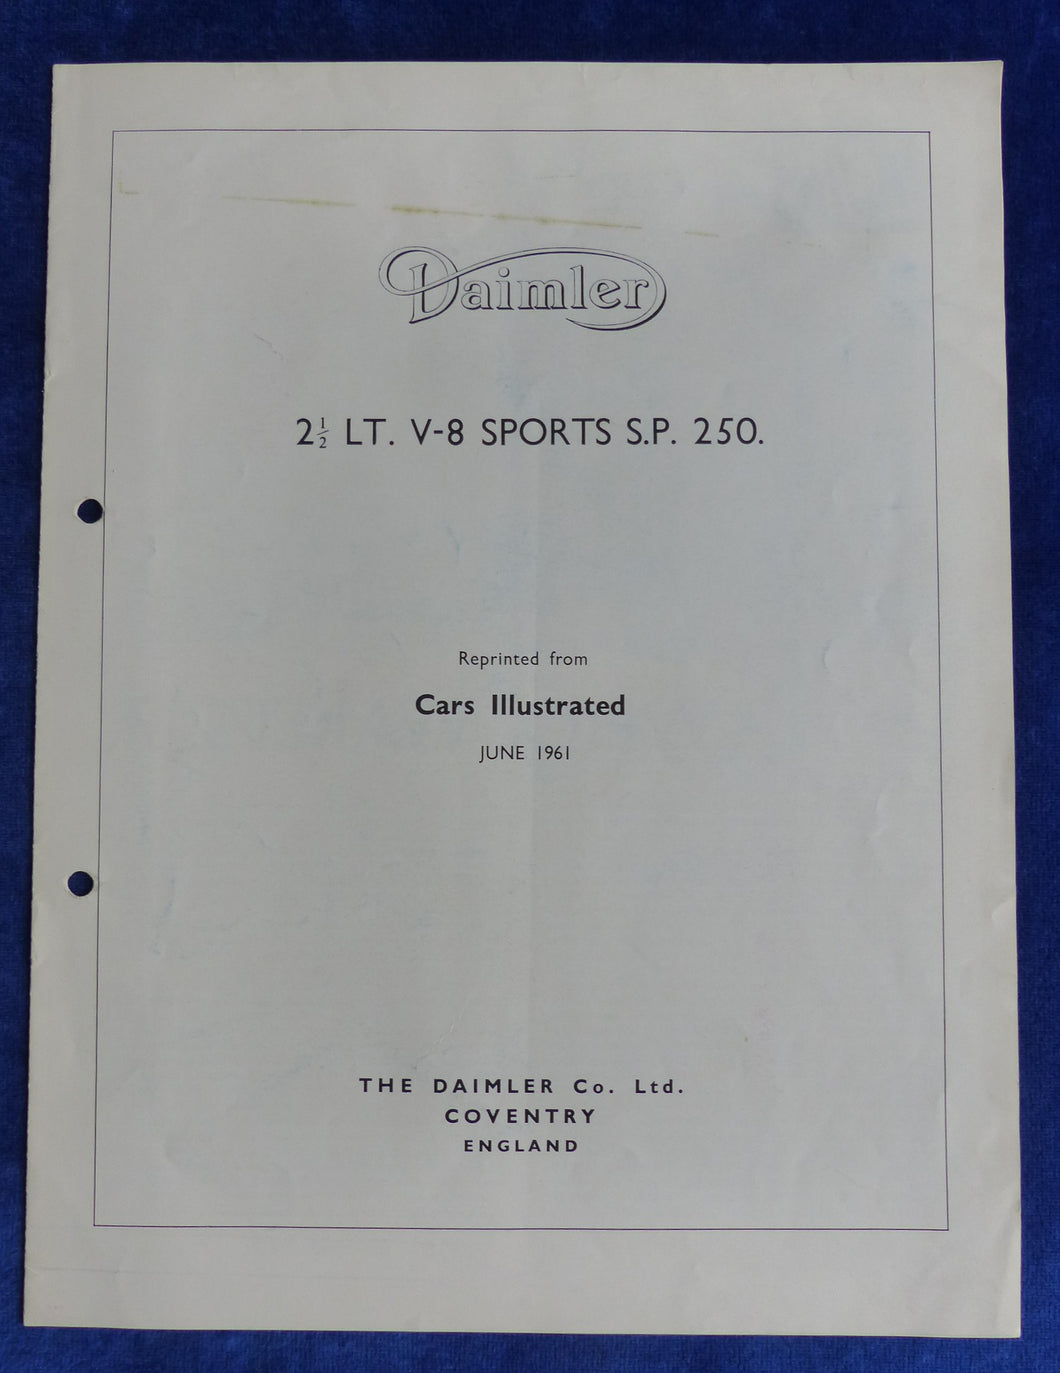 Daimler
2½ LT. V-8 SPORTS S.P. 250.
Reprinted from
Cars Illustrated
JUNE 1961
THE DAIMLER Co. Ltd.
COVENTRY
ENGLAND